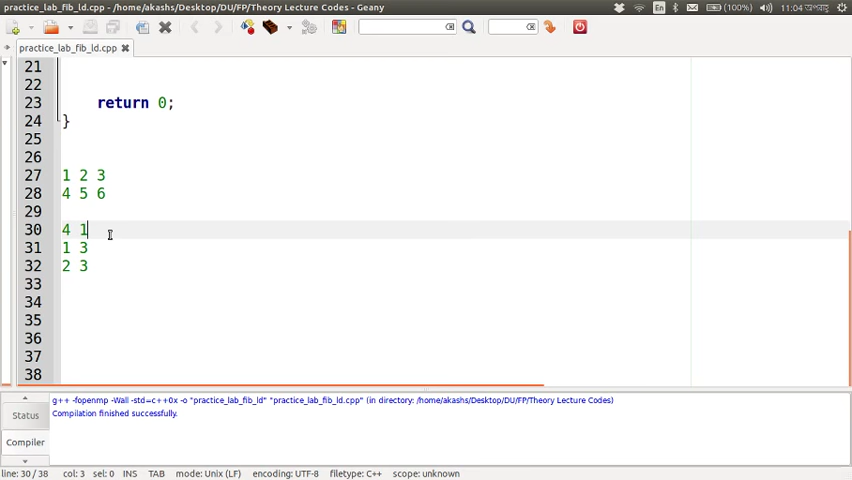 practice_lab_fib_ld.cpp - /home/akashs/Desktop/DU/FP/Theory Lecture Codes) - Geany
En (100%) 11:04 অপরাহ্ণ
practice_lab_fib_ld.cpp
21
22
23 return 0;
24 }
25
26
27 1 2 3
28 4 5 6
29
30 4 1
31 1 3
32 2 3
33
34
35
36
37
38
Status
Compiler
g++ -fopenmp -Wall -std=c++0x -o "practice_lab_fib_ld" "practice_lab_fib_ld.cpp" (in directory: /home/akashs/Desktop/DU/FP/Theory Lecture Codes)
Compilation finished successfully.
line: 30 / 38 col: 3 sel: 0 INS TAB mode: Unix (LF) encoding: UTF-8 filetype: C++ scope: unknown